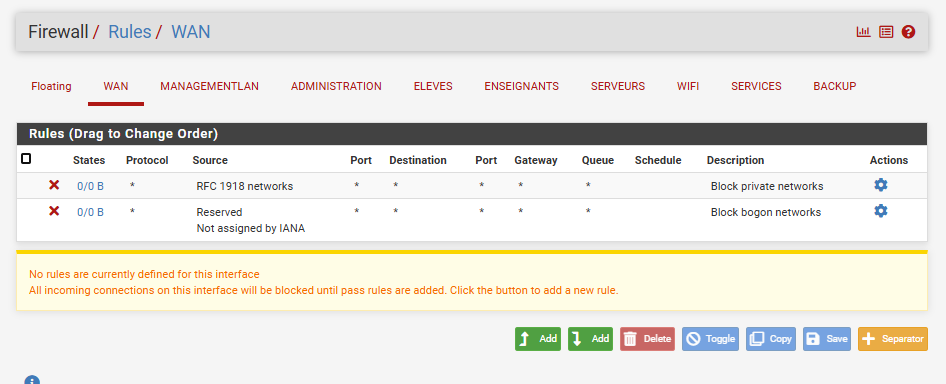 Firewall / Rules / WAN
Floating WAN MANAGEMENTLAN ADMINISTRATION ELEVES ENSEIGNANTS SERVEURS WIFI SERVICES BACKUP
Rules (Drag to Change Order)
States Protocol Source Port Destination Port Gateway Queue Schedule Description Actions
0/0 B * RFC 1918 networks * * * * * Block private networks
0/0 B * Reserved * * * * * Block bogon networks
Not assigned by IANA
No rules are currently defined for this interface
All incoming connections on this interface will be blocked until pass rules are added. Click the button to add a new rule.
Add Add Delete Toggle Copy Save Separator